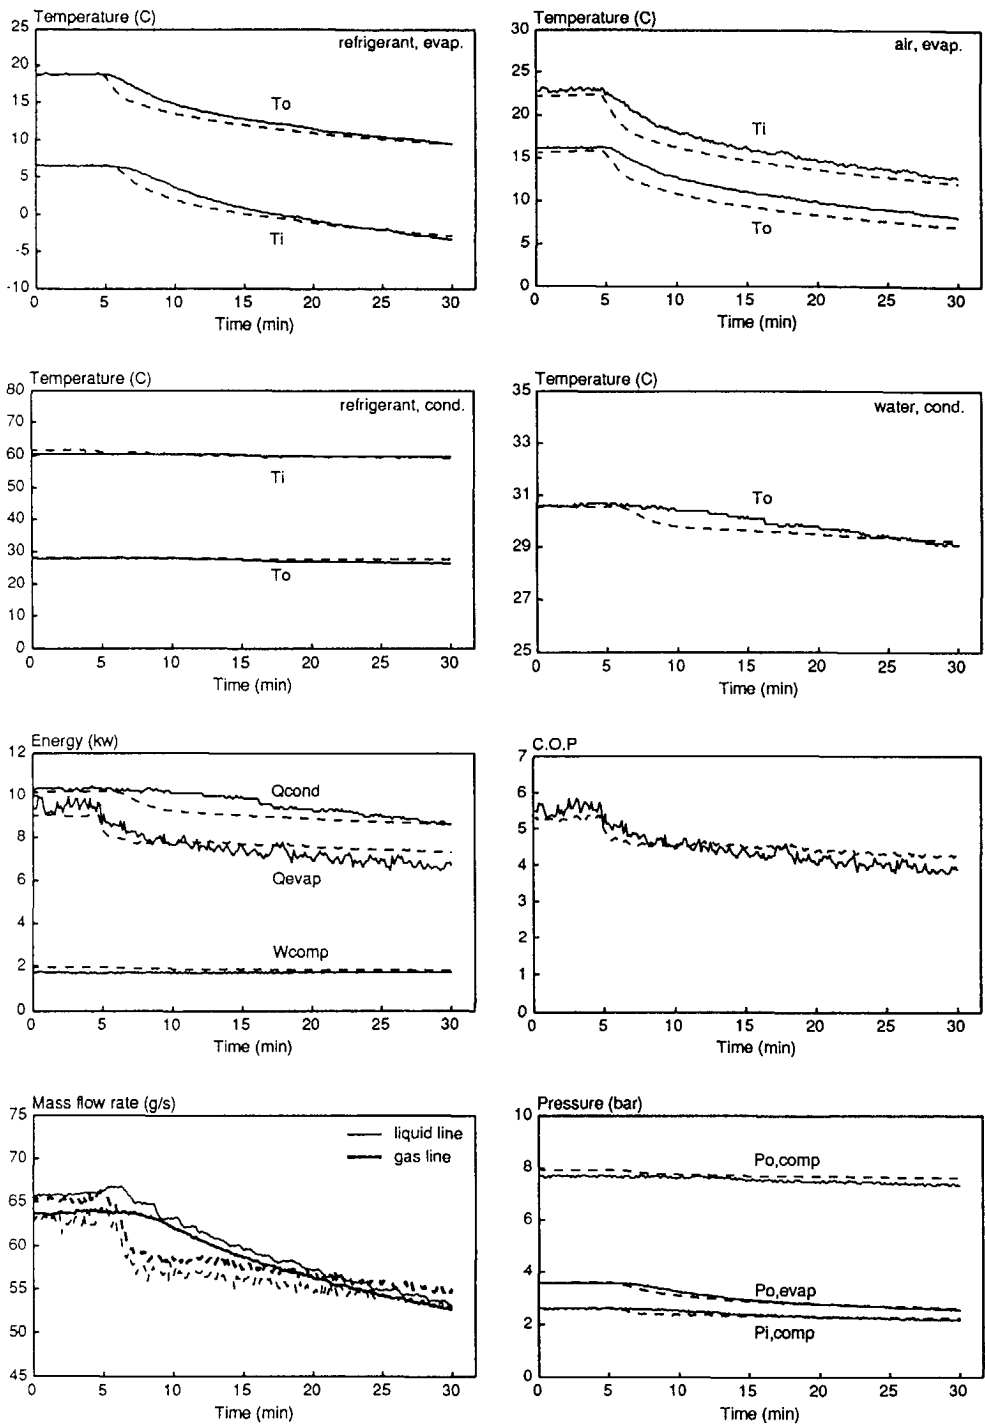 Temperature (C)
refrigerant, evap.
25
20
15
10
5
0
-5
-10
To
Ti
0 5 10 15 20 25 30
Time (min)
Temperature (C)
air, evap.
30
25
20
15
10
5
0
Ti
To
0 5 10 15 20 25 30
Time (min)
Temperature (C)
refrigerant, cond.
80
70
60
50
40
30
20
10
0
Ti
To
0 5 10 15 20 25 30
Time (min)
Temperature (C)
water, cond.
35
33
31
29
27
25
To
0 5 10 15 20 25 30
Time (min)
Energy (kw)
12
10
8
6
4
2
0
Qcond
Qevap
Wcomp
0 5 10 15 20 25 30
Time (min)
C.O.P
7
6
5
4
3
2
1
0
0 5 10 15 20 25 30
Time (min)
Mass flow rate (g/s)
75
70
65
60
55
50
45
liquid line
gas line
0 5 10 15 20 25 30
Time (min)
Pressure (bar)
10
8
6
4
2
0
Po,comp
Po,evap
Pi,comp
0 5 10 15 20 25 30
Time (min)